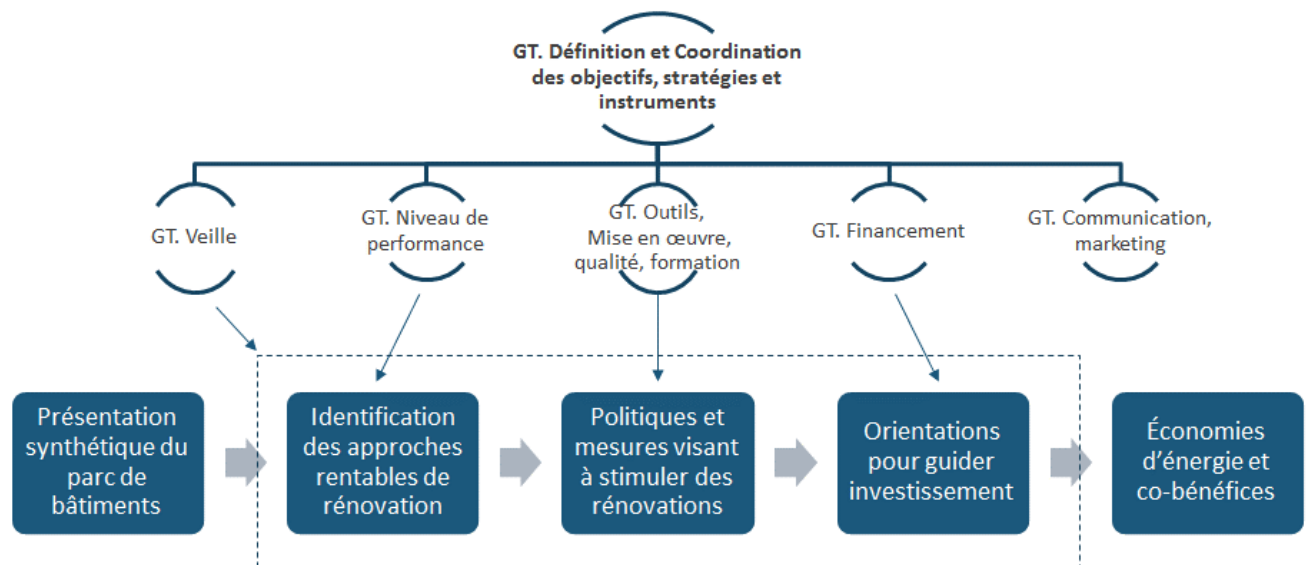 GT. Définition et Coordination
des objectifs, stratégies et
instruments
GT. Veille
GT. Niveau de
performance
GT. Outils,
Mise en œuvre,
qualité, formation
GT. Financement
GT. Communication,
marketing
Présentation
synthétique du
parc de
bâtiments
Identification
des approches
rentables de
rénovation
Politiques et
mesures visant
à stimuler des
rénovations
Orientations
pour guider
investissement
Économies
d’énergie et
co-bénéfices